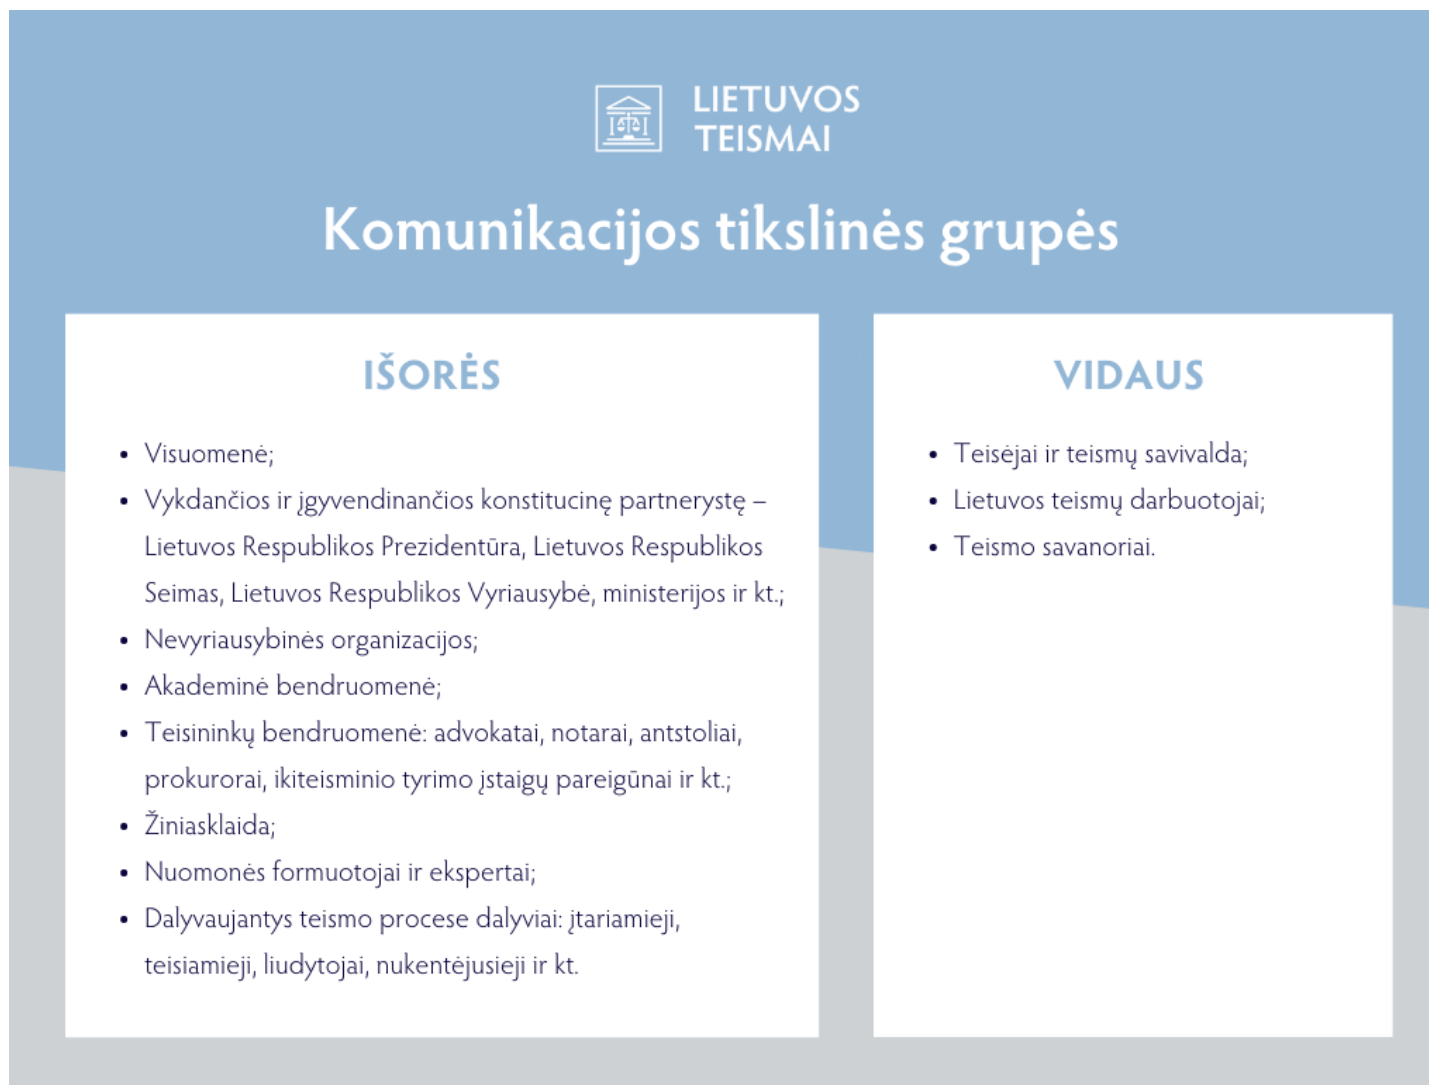 LIETUVOS
TEISMAI
Komunikacijos tikslinės grupės
IŠORĖS
• Visuomenė;
• Vykdančios ir įgyvendinančios konstitucinę partnerystę –
Lietuvos Respublikos Prezidentūra, Lietuvos Respublikos
Seimas, Lietuvos Respublikos Vyriausybė, ministerijos ir kt.;
• Nevyriausybinės organizacijos;
• Akademinė bendruomenė;
• Teisininkų bendruomenė: advokatai, notarai, antstoliai,
prokurorai, ikiteisminio tyrimo įstaigų pareigūnai ir kt.;
• Žiniasklaida;
• Nuomonės formuotojai ir ekspertai;
• Dalyvaujantys teismo procese dalyviai: įtariamieji,
teisiamieji, liudytojai, nukentėjusieji ir kt.
VIDAUS
• Teisėjai ir teismų savivalda;
• Lietuvos teismų darbuotojai;
• Teismo savanoriai.